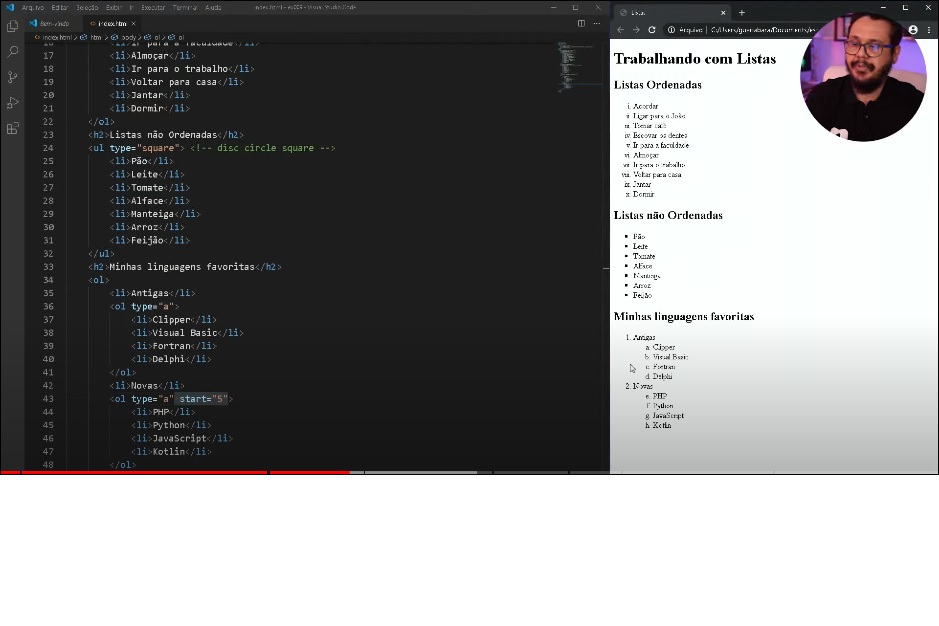 Arquivo Editar Seleção Exibir Ir Executar Terminal Ajuda
index.html - ex009 - Visual Studio Code
Bem-vindo
index.html
index.html > html > body > ol > ol
16 <li>Ir para a faculdade</li>
17 <li>Almoçar</li>
18 <li>Ir para o trabalho</li>
19 <li>Voltar para casa</li>
20 <li>Jantar</li>
21 <li>Dormir</li>
22 </ol>
23 <h2>Listas não Ordenadas</h2>
24 <ul type="square"> <!-- disc circle square -->
25 <li>Pão</li>
26 <li>Leite</li>
27 <li>Tomate</li>
28 <li>Alface</li>
29 <li>Manteiga</li>
30 <li>Arroz</li>
31 <li>Feijão</li>
32 </ul>
33 <h2>Minhas linguagens favoritas</h2>
34 <ol>
35 <li>Antigas</li>
36 <ol type="a">
37 <li>Clipper</li>
38 <li>Visual Basic</li>
39 <li>Fortran</li>
40 <li>Delphi</li>
41 </ol>
42 <li>Novas</li>
43 <ol type="a" start="5">
44 <li>PHP</li>
45 <li>Python</li>
46 <li>JavaScript</li>
47 <li>Kotlin</li>
48 </ol>
Listas
Arquivo | C:/Users/guanabara/Documents/
Trabalhando com Listas
Listas Ordenadas
i. Acordar
ii. Ligar para o João
iii. Tomar café
iv. Escovar os dentes
v. Ir para a faculdade
vi. Almoçar
vii. Ir para o trabalho
viii. Voltar para casa
ix. Jantar
x. Dormir
Listas não Ordenadas
Pão
Leite
Tomate
Alface
Manteiga
Arroz
Feijão
Minhas linguagens favoritas
1. Antigas
a. Clipper
b. Visual Basic
c. Fortran
d. Delphi
2. Novas
e. PHP
f. Python
g. JavaScript
h. Kotlin